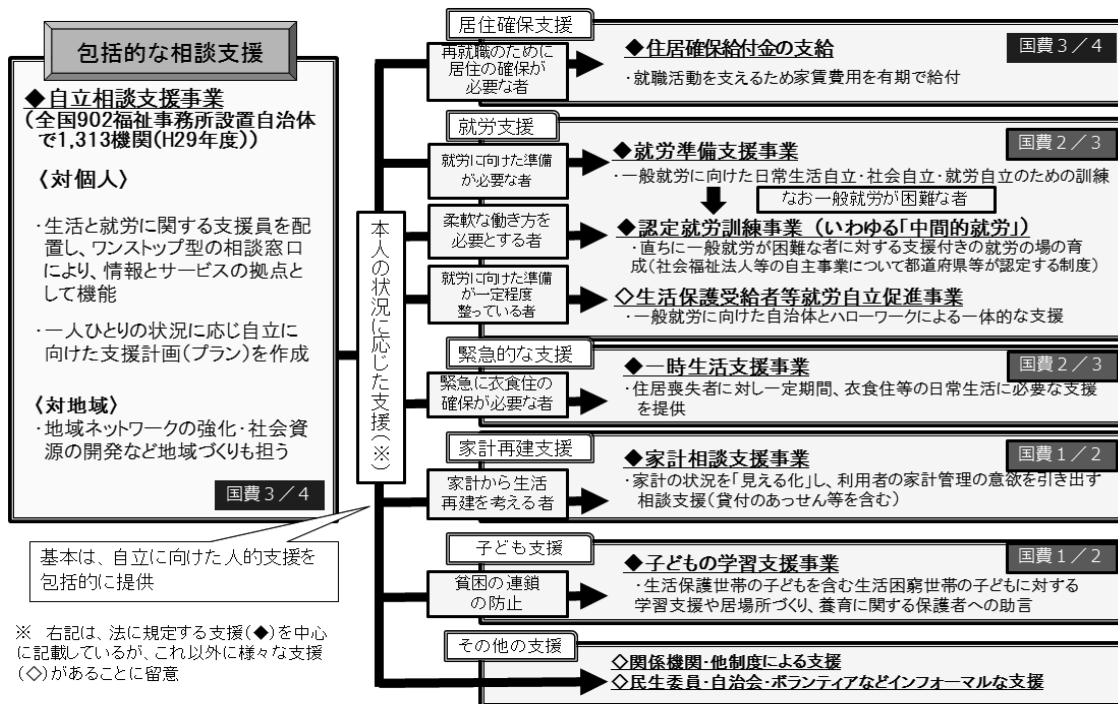 包括的な相談支援
◆自立相談支援事業
(全国902福祉事務所設置自治体
で1,313機関(H29年度))
〈対個人〉
・生活と就労に関する支援員を配
置し、ワンストップ型の相談窓口
により、情報とサービスの拠点と
して機能
・一人ひとりの状況に応じ自立に
向けた支援計画(プラン)を作成
〈対地域〉
・地域ネットワークの強化・社会資
源の開発など地域づくりも担う
国費3/4
基本は、自立に向けた人的支援を
包括的に提供
※ 右記は、法に規定する支援(◆)を中心
に記載しているが、これ以外に様々な支援
(◇)があることに留意
本人の状況に応じた支援(※)
居住確保支援
再就職のために
居住の確保が
必要な者
◆住居確保給付金の支給
国費3/4
・就職活動を支えるため家賃費用を有期で給付
就労支援
就労に向けた準備
が必要な者
◆就労準備支援事業
国費2/3
・一般就労に向けた日常生活自立・社会自立・就労自立のための訓練
なお一般就労が困難な者
柔軟な働き方を
必要とする者
◆認定就労訓練事業(いわゆる「中間的就労」)
・直ちに一般就労が困難な者に対する支援付きの就労の場の育
成(社会福祉法人等の自主事業について都道府県等が認定する制度)
就労に向けた準備
が一定程度
整っている者
◇生活保護受給者等就労自立促進事業
・一般就労に向けた自治体とハローワークによる一体的な支援
緊急的な支援
緊急に衣食住の
確保が必要な者
◆一時生活支援事業
国費2/3
・住居喪失者に対し一定期間、衣食住等の日常生活に必要な支援
を提供
家計再建支援
家計から生活
再建を考える者
◆家計相談支援事業
国費1/2
・家計の状況を「見える化」し、利用者の家計管理の意欲を引き出す
相談支援(貸付のあっせん等を含む)
子ども支援
貧困の連鎖
の防止
◆子どもの学習支援事業
国費1/2
・生活保護世帯の子どもを含む生活困窮世帯の子どもに対する
学習支援や居場所づくり、養育に関する保護者への助言
その他の支援
◇関係機関・他制度による支援
◇民生委員・自治会・ボランティアなどインフォーマルな支援